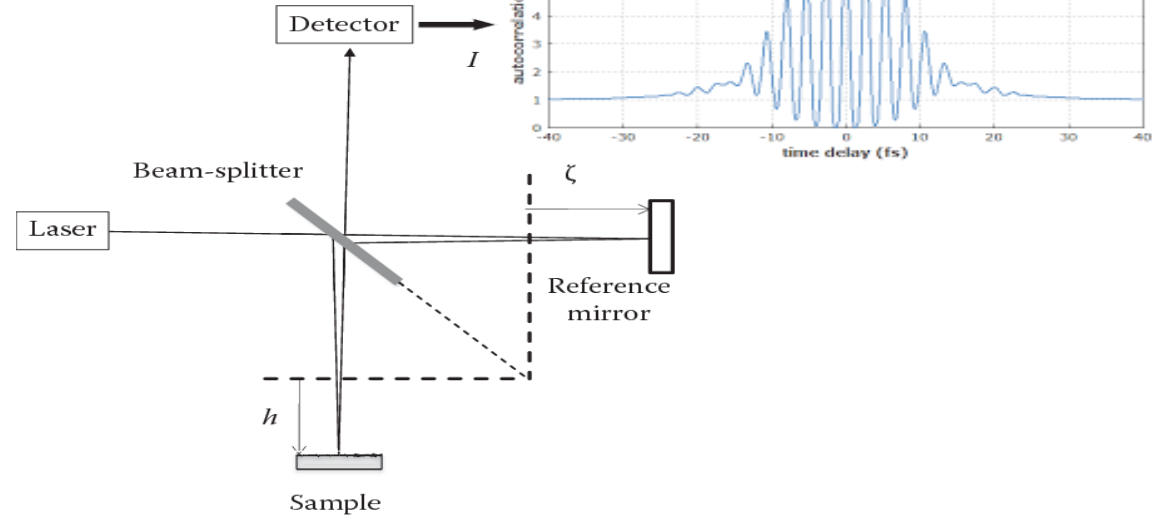 Detector
I
autocorrelatio
4
3
2
1
0
-40 -30 -20 -10 0 10 20 30 40
time delay (fs)
Beam-splitter
ζ
Laser
Reference
mirror
h
Sample